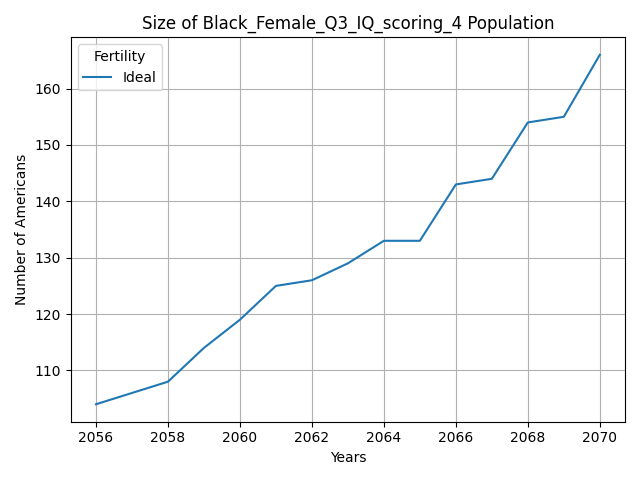 Size of Black_Female_Q3_IQ_scoring_4 Population
Fertility
Ideal
160
150
140
130
120
110
Number of Americans
2056 2058 2060 2062 2064 2066 2068 2070
Years